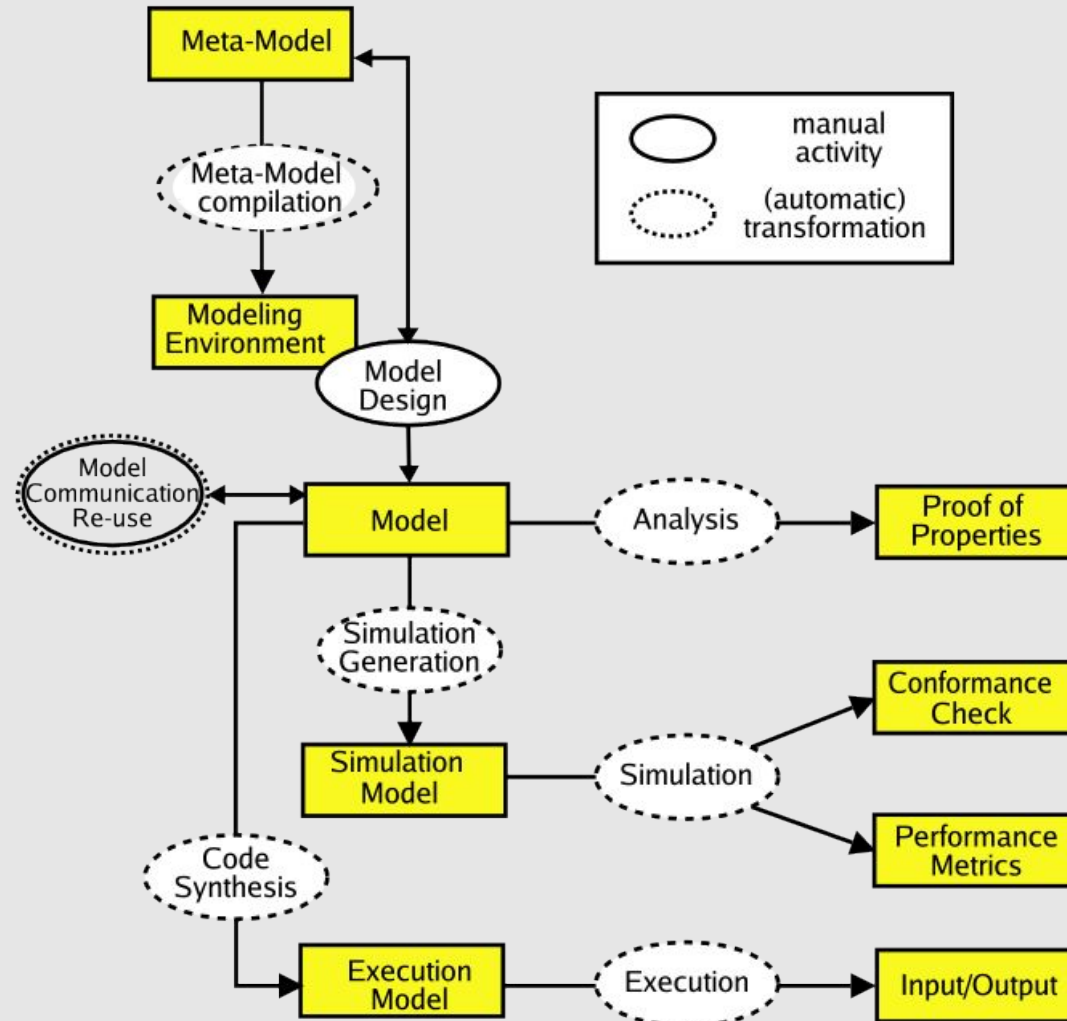 Meta-Model
manual
activity
(automatic)
transformation
Meta-Model
compilation
Modeling
Environment
Model
Design
Model
Communication
Re-use
Model
Analysis
Proof of
Properties
Simulation
Generation
Conformance
Check
Simulation
Model
Simulation
Performance
Metrics
Code
Synthesis
Execution
Model
Execution
Input/Output